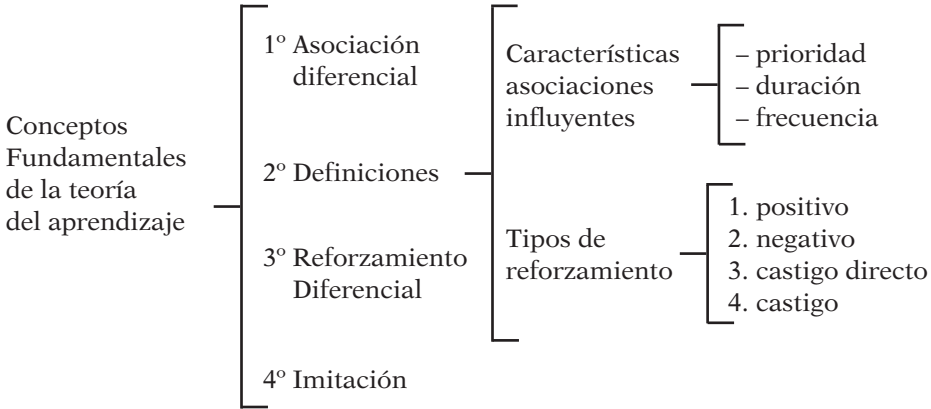 Conceptos
Fundamentales
de la teoría
del aprendizaje
1º Asociación
diferencial
2º Definiciones
3º Reforzamiento
Diferencial
4º Imitación
Características
asociaciones
influyentes
– prioridad
– duración
– frecuencia
Tipos de
reforzamiento
1. positivo
2. negativo
3. castigo directo
4. castigo